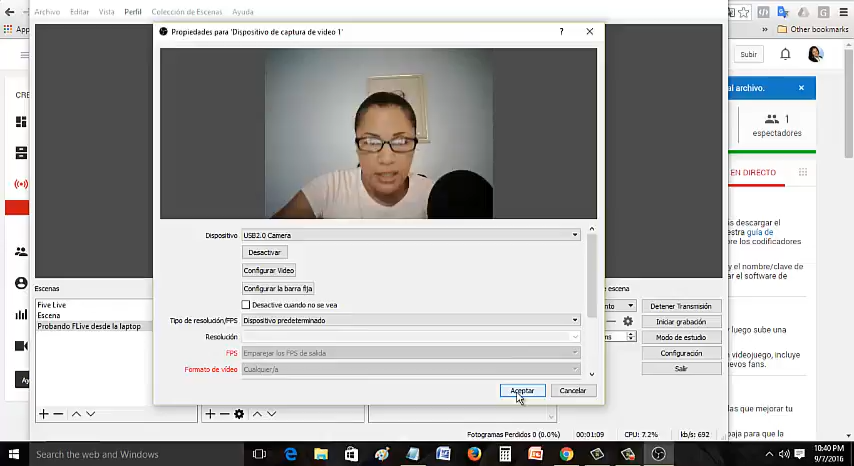 Archivo Editar Vista Perfil Colección de Escenas Ayuda
Propiedades para 'Dispositivo de captura de video 1'
?
Other bookmarks
Subir
al archivo.
1
espectadores
EN DIRECTO
s descargar el
stra guía de
re los codificadores
y el nombre/clave de
ar el software de
y luego sube una
videojuego, incluye
evos fans.
das que mejorar tu
Dispositivo USB2.0 Camera
Desactivar
Configurar Video
Configurar la barra fija
Desactive cuando no se vea
Tipo de resolución/FPS Dispositivo predeterminado
Resolución
FPS Emparejar los FPS de salida
Formato de vídeo Cualquier/a
Aceptar Cancelar
Escenas
Five Live
Escena
Probando FLive desde la laptop
e escena
Detener Transmisión
Iniciar grabación
Modo de estudio
Configuración
Salir
Fotogramas Perdidos 0 (0.0%) 00:01:09 CPU: 7.2% kb/s: 692
Search the web and Windows
10:40 PM
9/7/2016